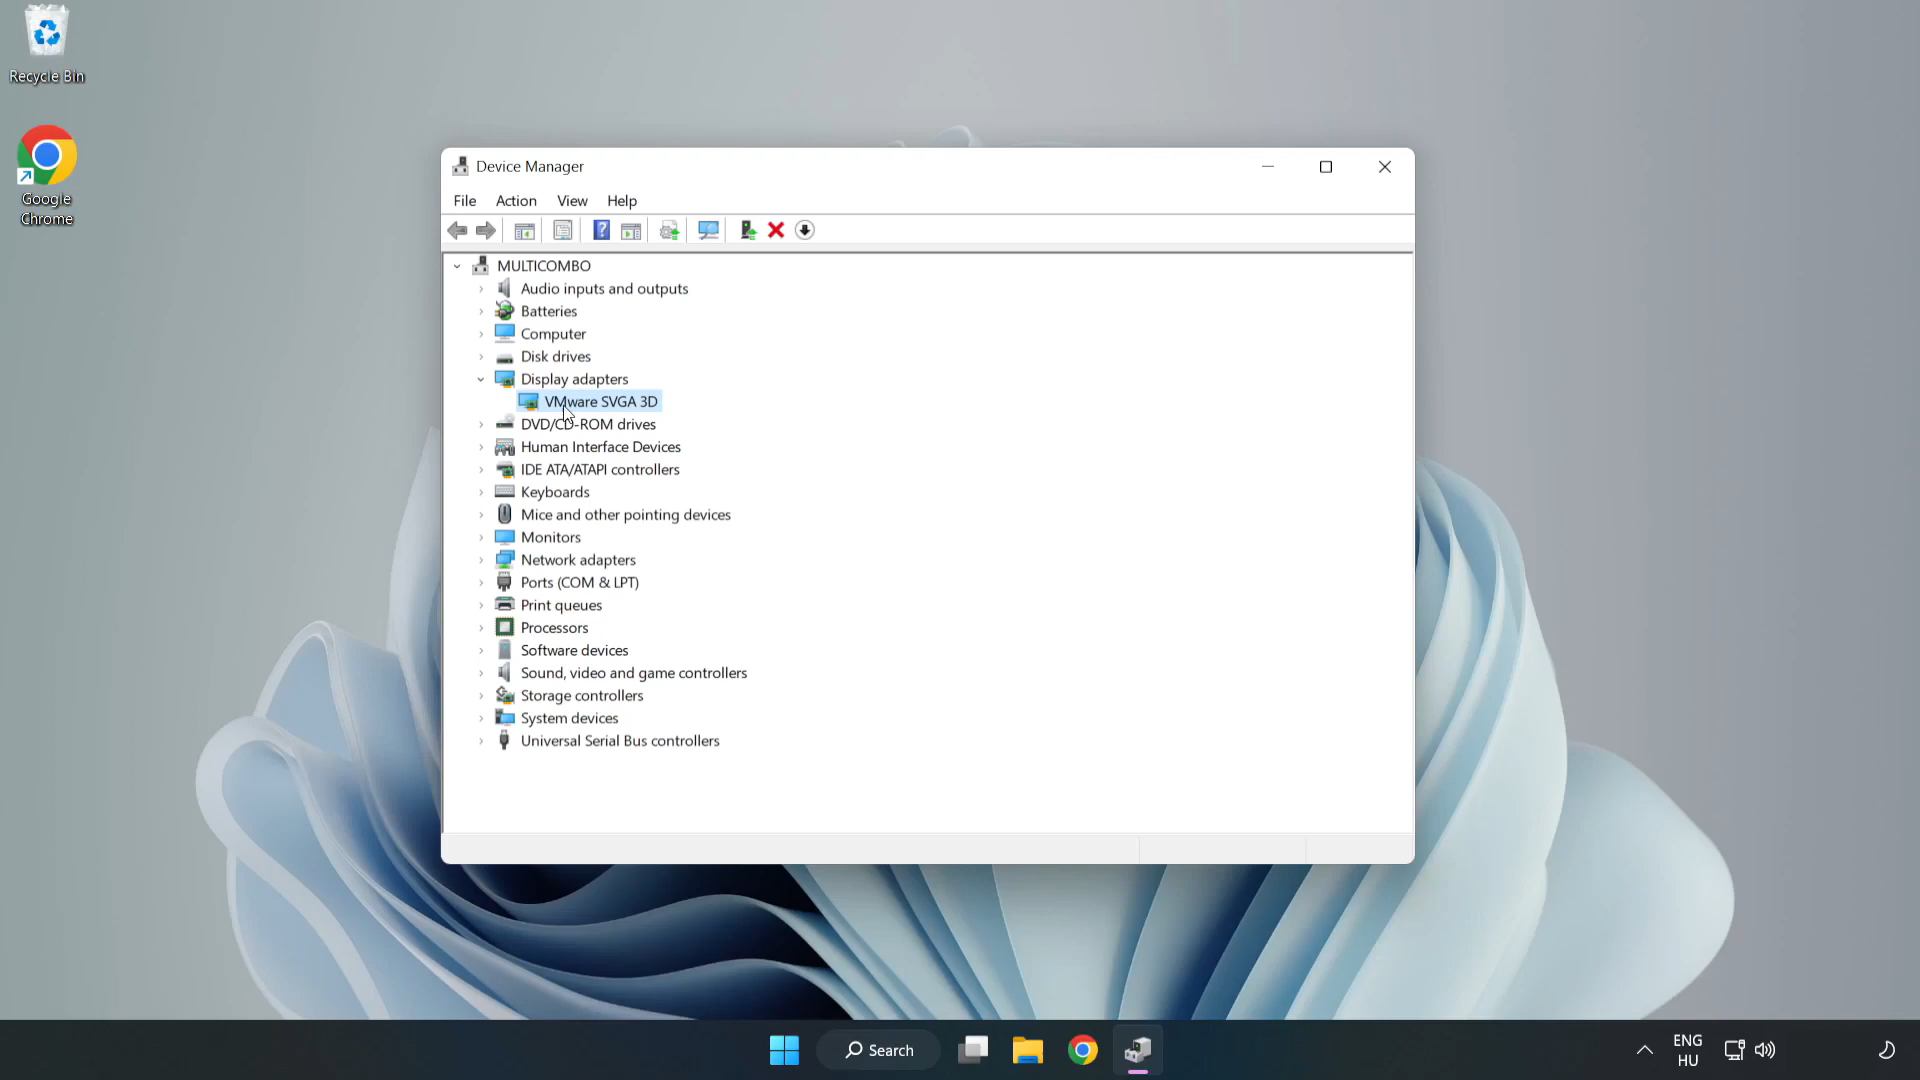 Recycle Bin
Google
Chrome
Device Manager
File Action View Help
MULTICOMBO
Audio inputs and outputs
Batteries
Computer
Disk drives
Display adapters
VMware SVGA 3D
DVD/CD-ROM drives
Human Interface Devices
IDE ATA/ATAPI controllers
Keyboards
Mice and other pointing devices
Monitors
Network adapters
Ports (COM & LPT)
Print queues
Processors
Software devices
Sound, video and game controllers
Storage controllers
System devices
Universal Serial Bus controllers
Search
ENG
HU